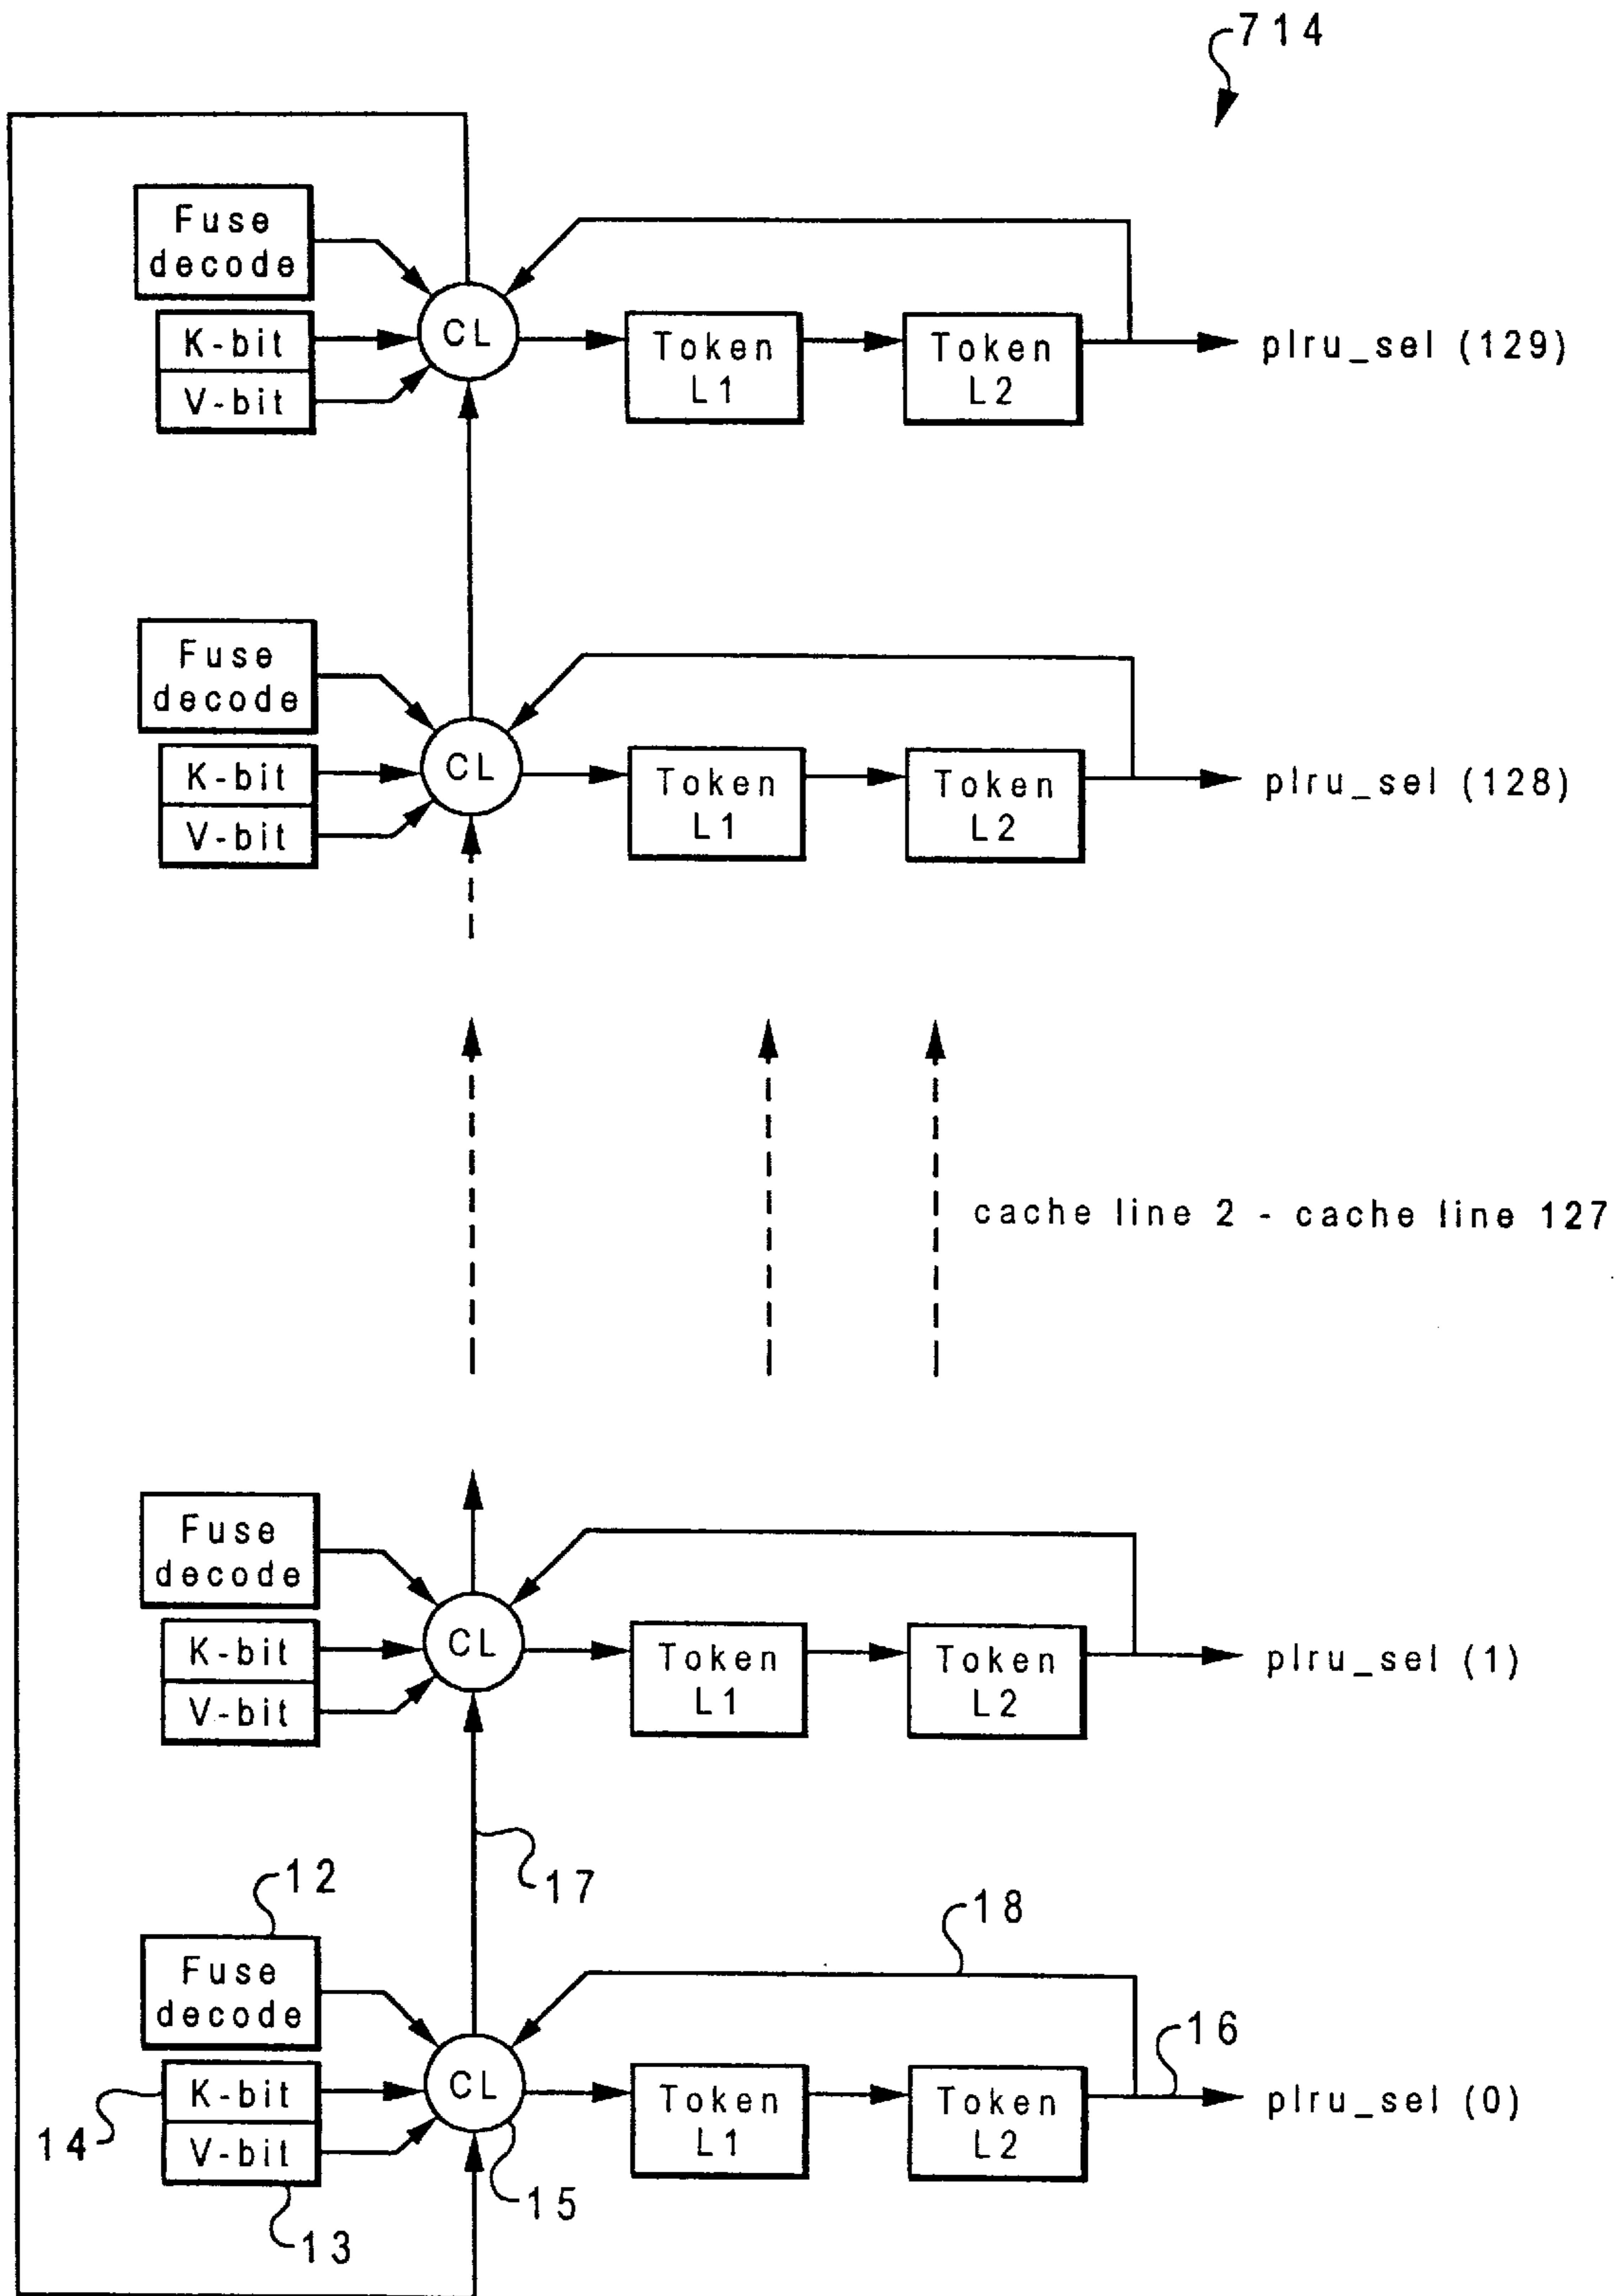 714
Fuse
decode
K-bit
V-bit
CL
Token
L1
Token
L2
plru_sel (129)
Fuse
decode
K-bit
V-bit
CL
Token
L1
Token
L2
plru_sel (128)
cache line 2 - cache line 127
Fuse
decode
K-bit
V-bit
CL
Token
L1
Token
L2
plru_sel (1)
17
12
18
Fuse
decode
K-bit
V-bit
14
13
CL
15
Token
L1
Token
L2
16
plru_sel (0)